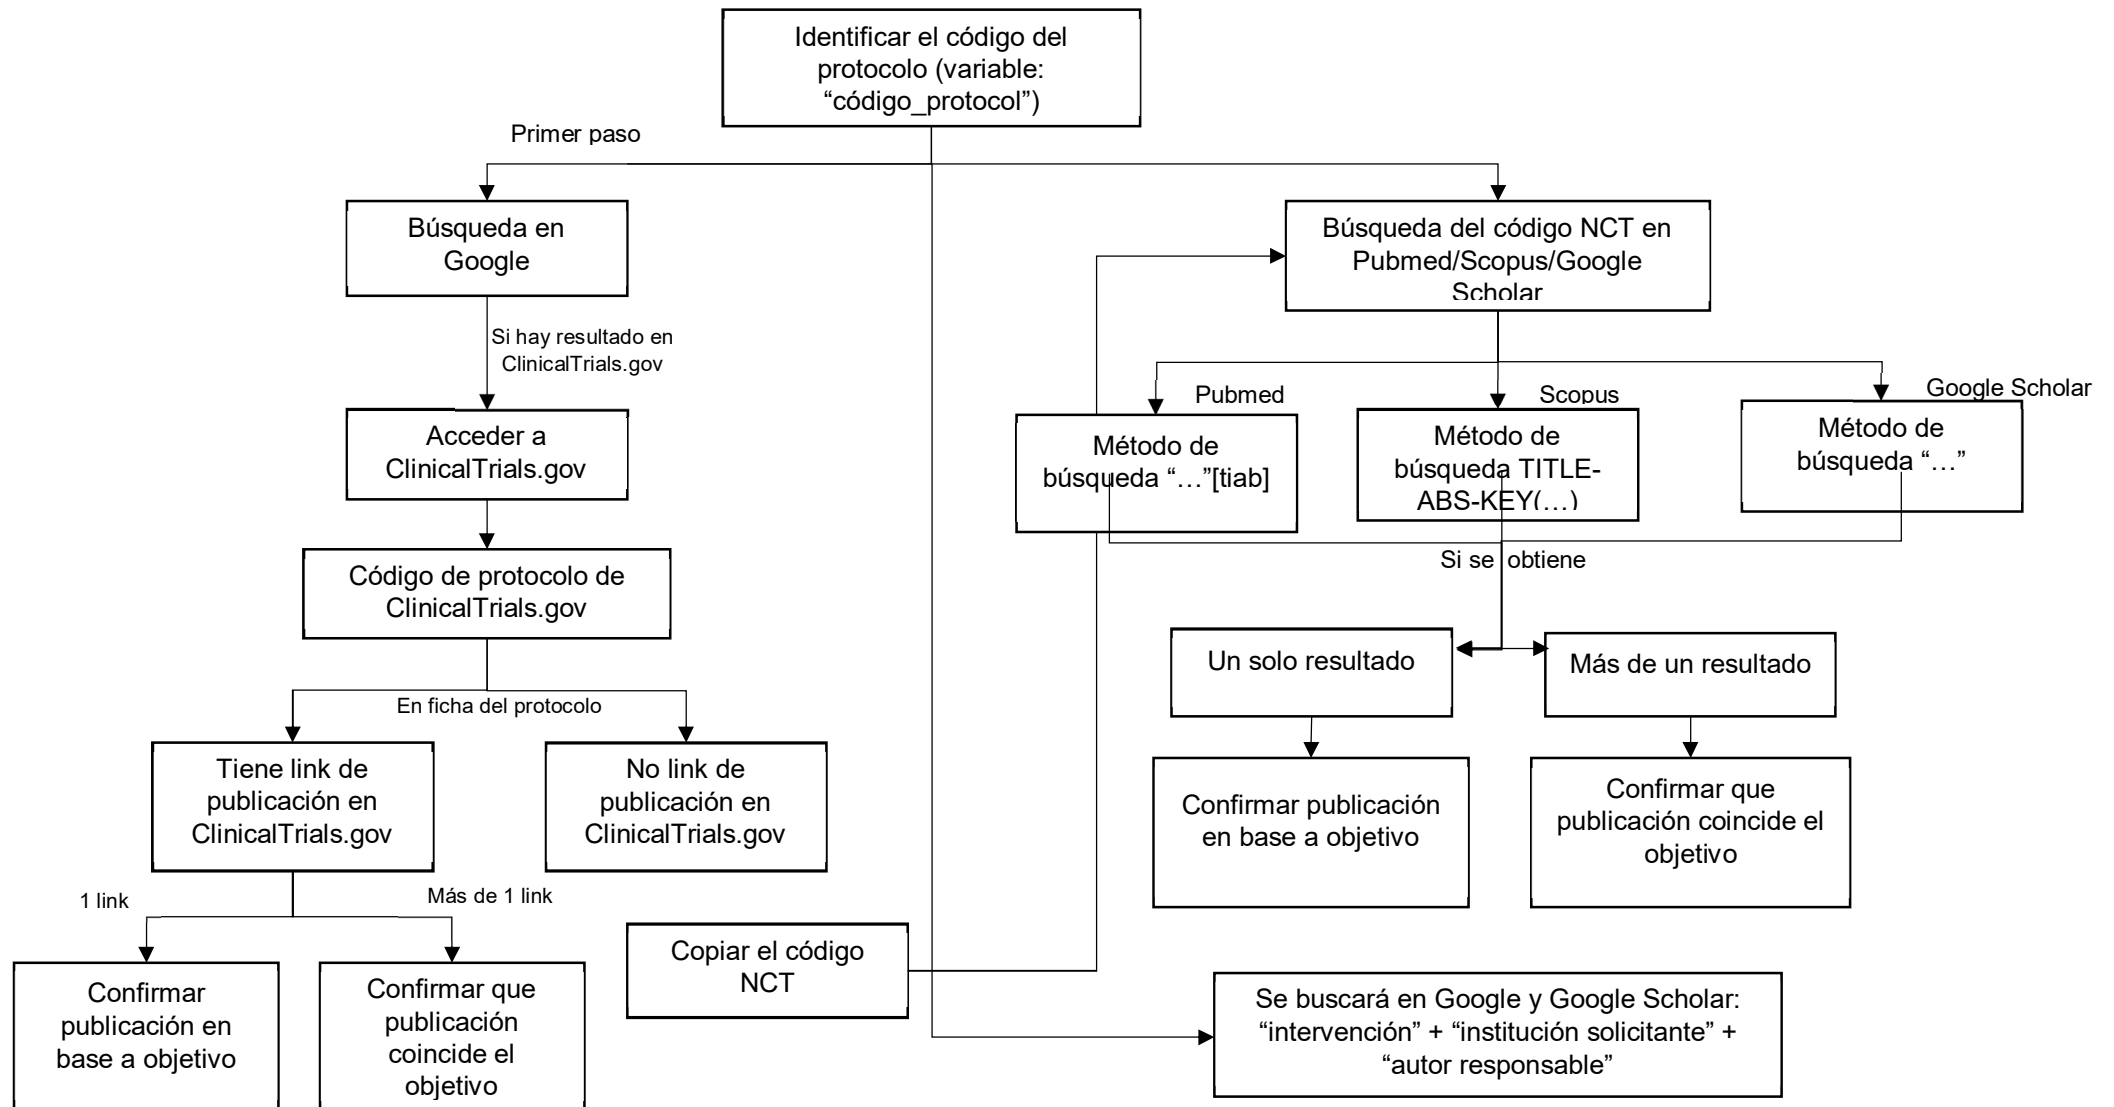 Identificar el código del
protocolo (variable:
“código_protocol”)
Primer paso
Búsqueda en
Google
Búsqueda del código NCT en
Pubmed/Scopus/Google
Scholar
Si hay resultado en
ClinicalTrials.gov
Pubmed
Scopus
Google Scholar
Acceder a
ClinicalTrials.gov
Método de
búsqueda “…”[tiab]
Método de
búsqueda TITLE-
ABS-KEY(…)
Método de
búsqueda “…”
Si se obtiene
Código de protocolo de
ClinicalTrials.gov
Un solo resultado
Más de un resultado
En ficha del protocolo
Tiene link de
publicación en
ClinicalTrials.gov
No link de
publicación en
ClinicalTrials.gov
Confirmar publicación
en base a objetivo
Confirmar que
publicación coincide el
objetivo
1 link
Más de 1 link
Copiar el código
NCT
Confirmar
publicación en
base a objetivo
Confirmar que
publicación
coincide el
objetivo
Se buscará en Google y Google Scholar:
“intervención” + “institución solicitante” +
“autor responsable”